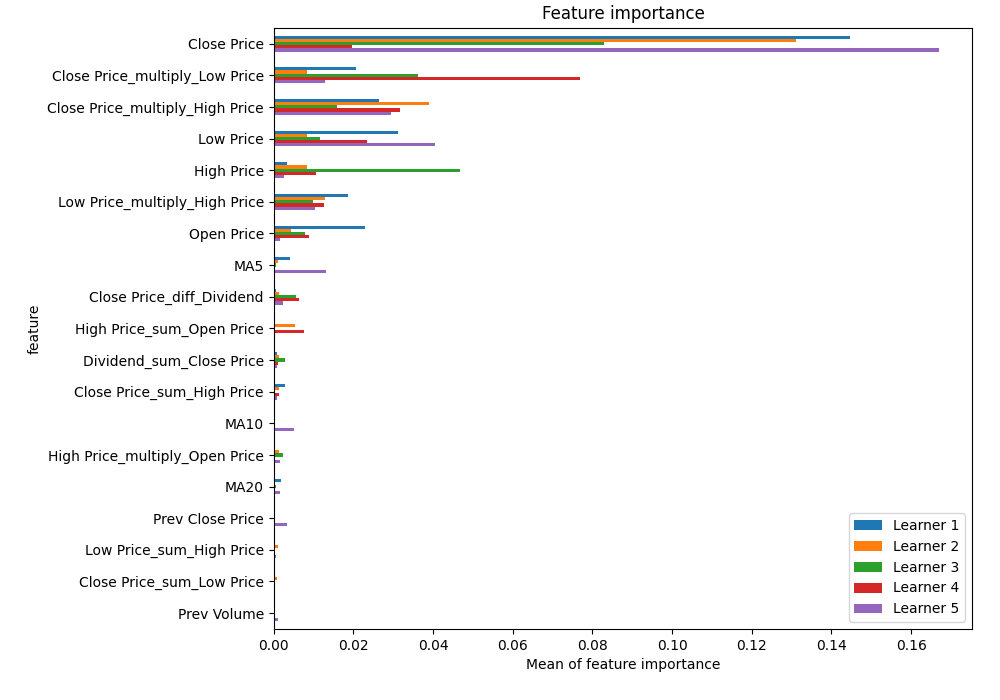 Feature importance
feature
Close Price
Close Price_multiply_Low Price
Close Price_multiply_High Price
Low Price
High Price
Low Price_multiply_High Price
Open Price
MA5
Close Price_diff_Dividend
High Price_sum_Open Price
Dividend_sum_Close Price
Close Price_sum_High Price
MA10
High Price_multiply_Open Price
MA20
Prev Close Price
Low Price_sum_High Price
Close Price_sum_Low Price
Prev Volume
Learner 1
Learner 2
Learner 3
Learner 4
Learner 5
0.00 0.02 0.04 0.06 0.08 0.10 0.12 0.14 0.16
Mean of feature importance